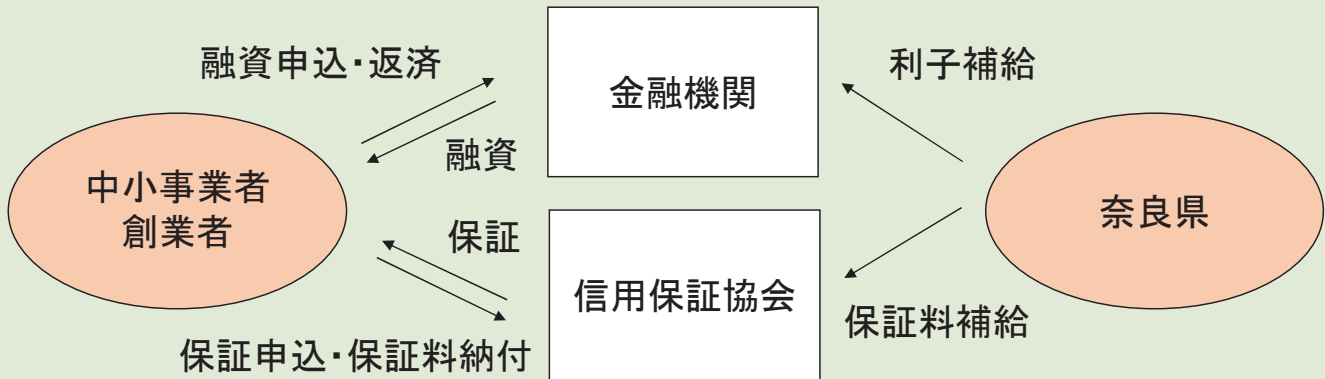 融資申込・返済
金融機関
利子補給
融資
中小事業者
創業者
奈良県
保証
信用保証協会
保証料補給
保証申込・保証料納付